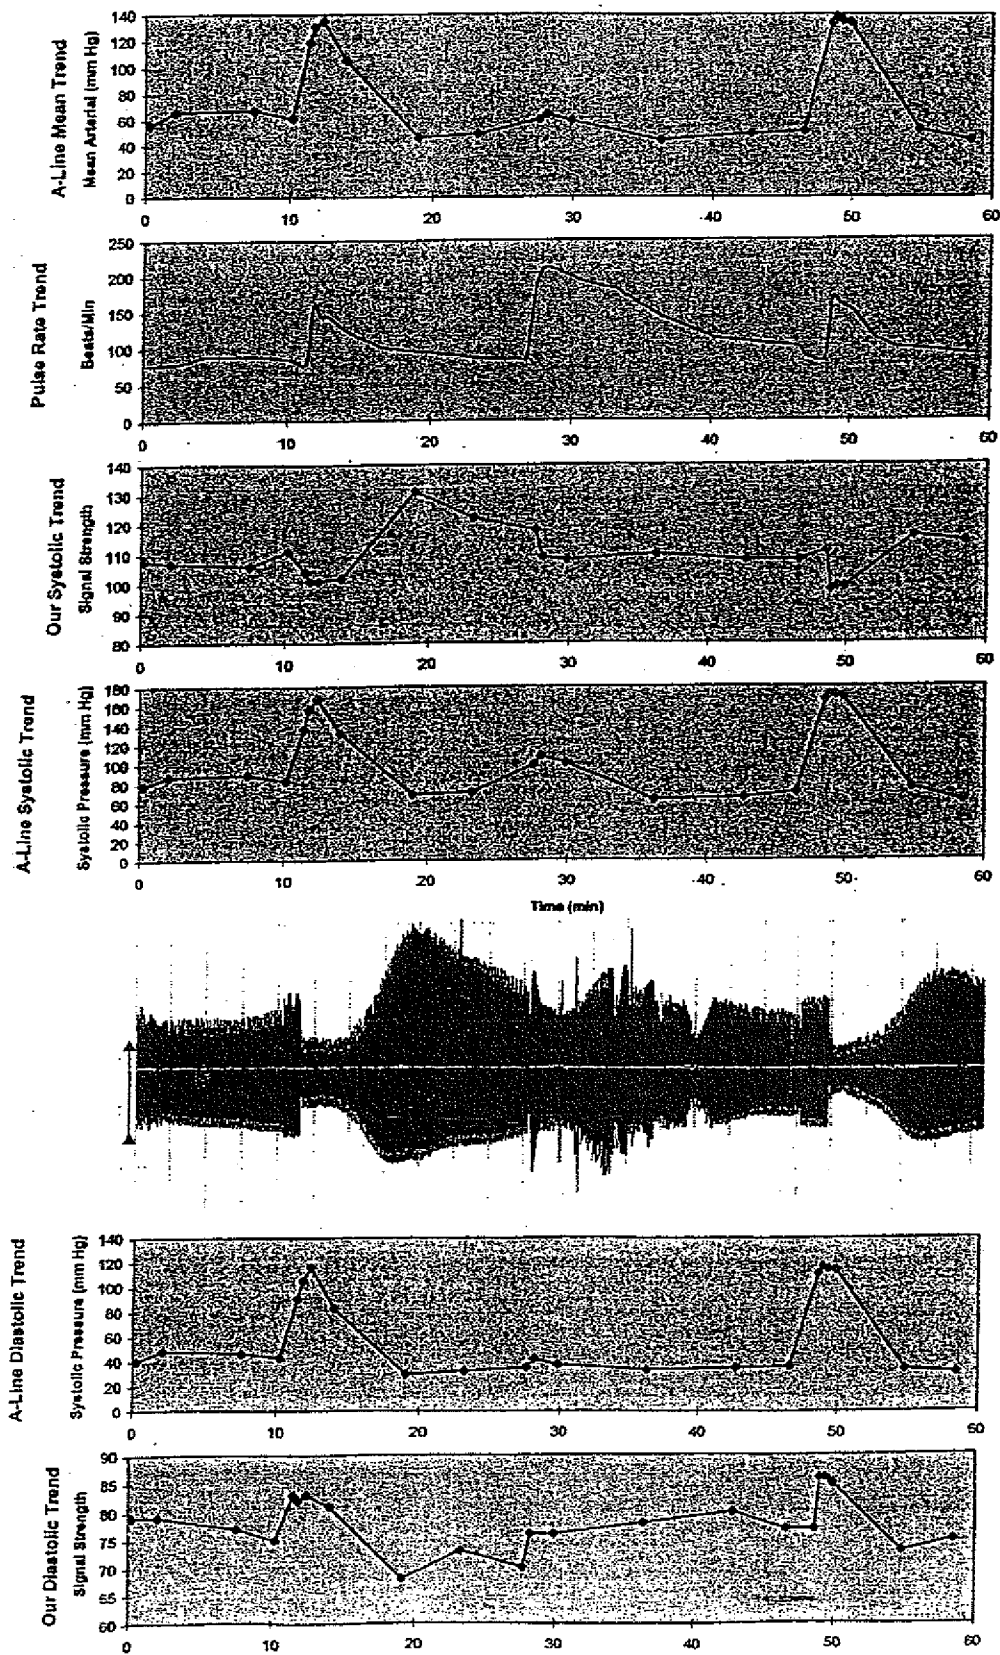 A-Line Mean Trend
Mean Arterial (mm Hg)
140
120
100
80
60
40
20
0
0 10 20 30 40 50 60
Pulse Rate Trend
Beats/Min
250
200
150
100
50
0
0 10 20 30 40 50 60
Our Systolic Trend
Signal Strength
140
130
120
110
100
90
80
0 10 20 30 40 50 60
A-Line Systolic Trend
Systolic Pressure (mm Hg)
180
160
140
120
100
80
60
40
20
0
0 10 20 30 40 50 60
Time (min)
A-Line Diastolic Trend
Systolic Pressure (mm Hg)
140
120
100
80
60
40
20
0
0 10 20 30 40 50 60
Our Diastolic Trend
Signal Strength
90
85
80
75
70
65
60
0 10 20 30 40 50 60